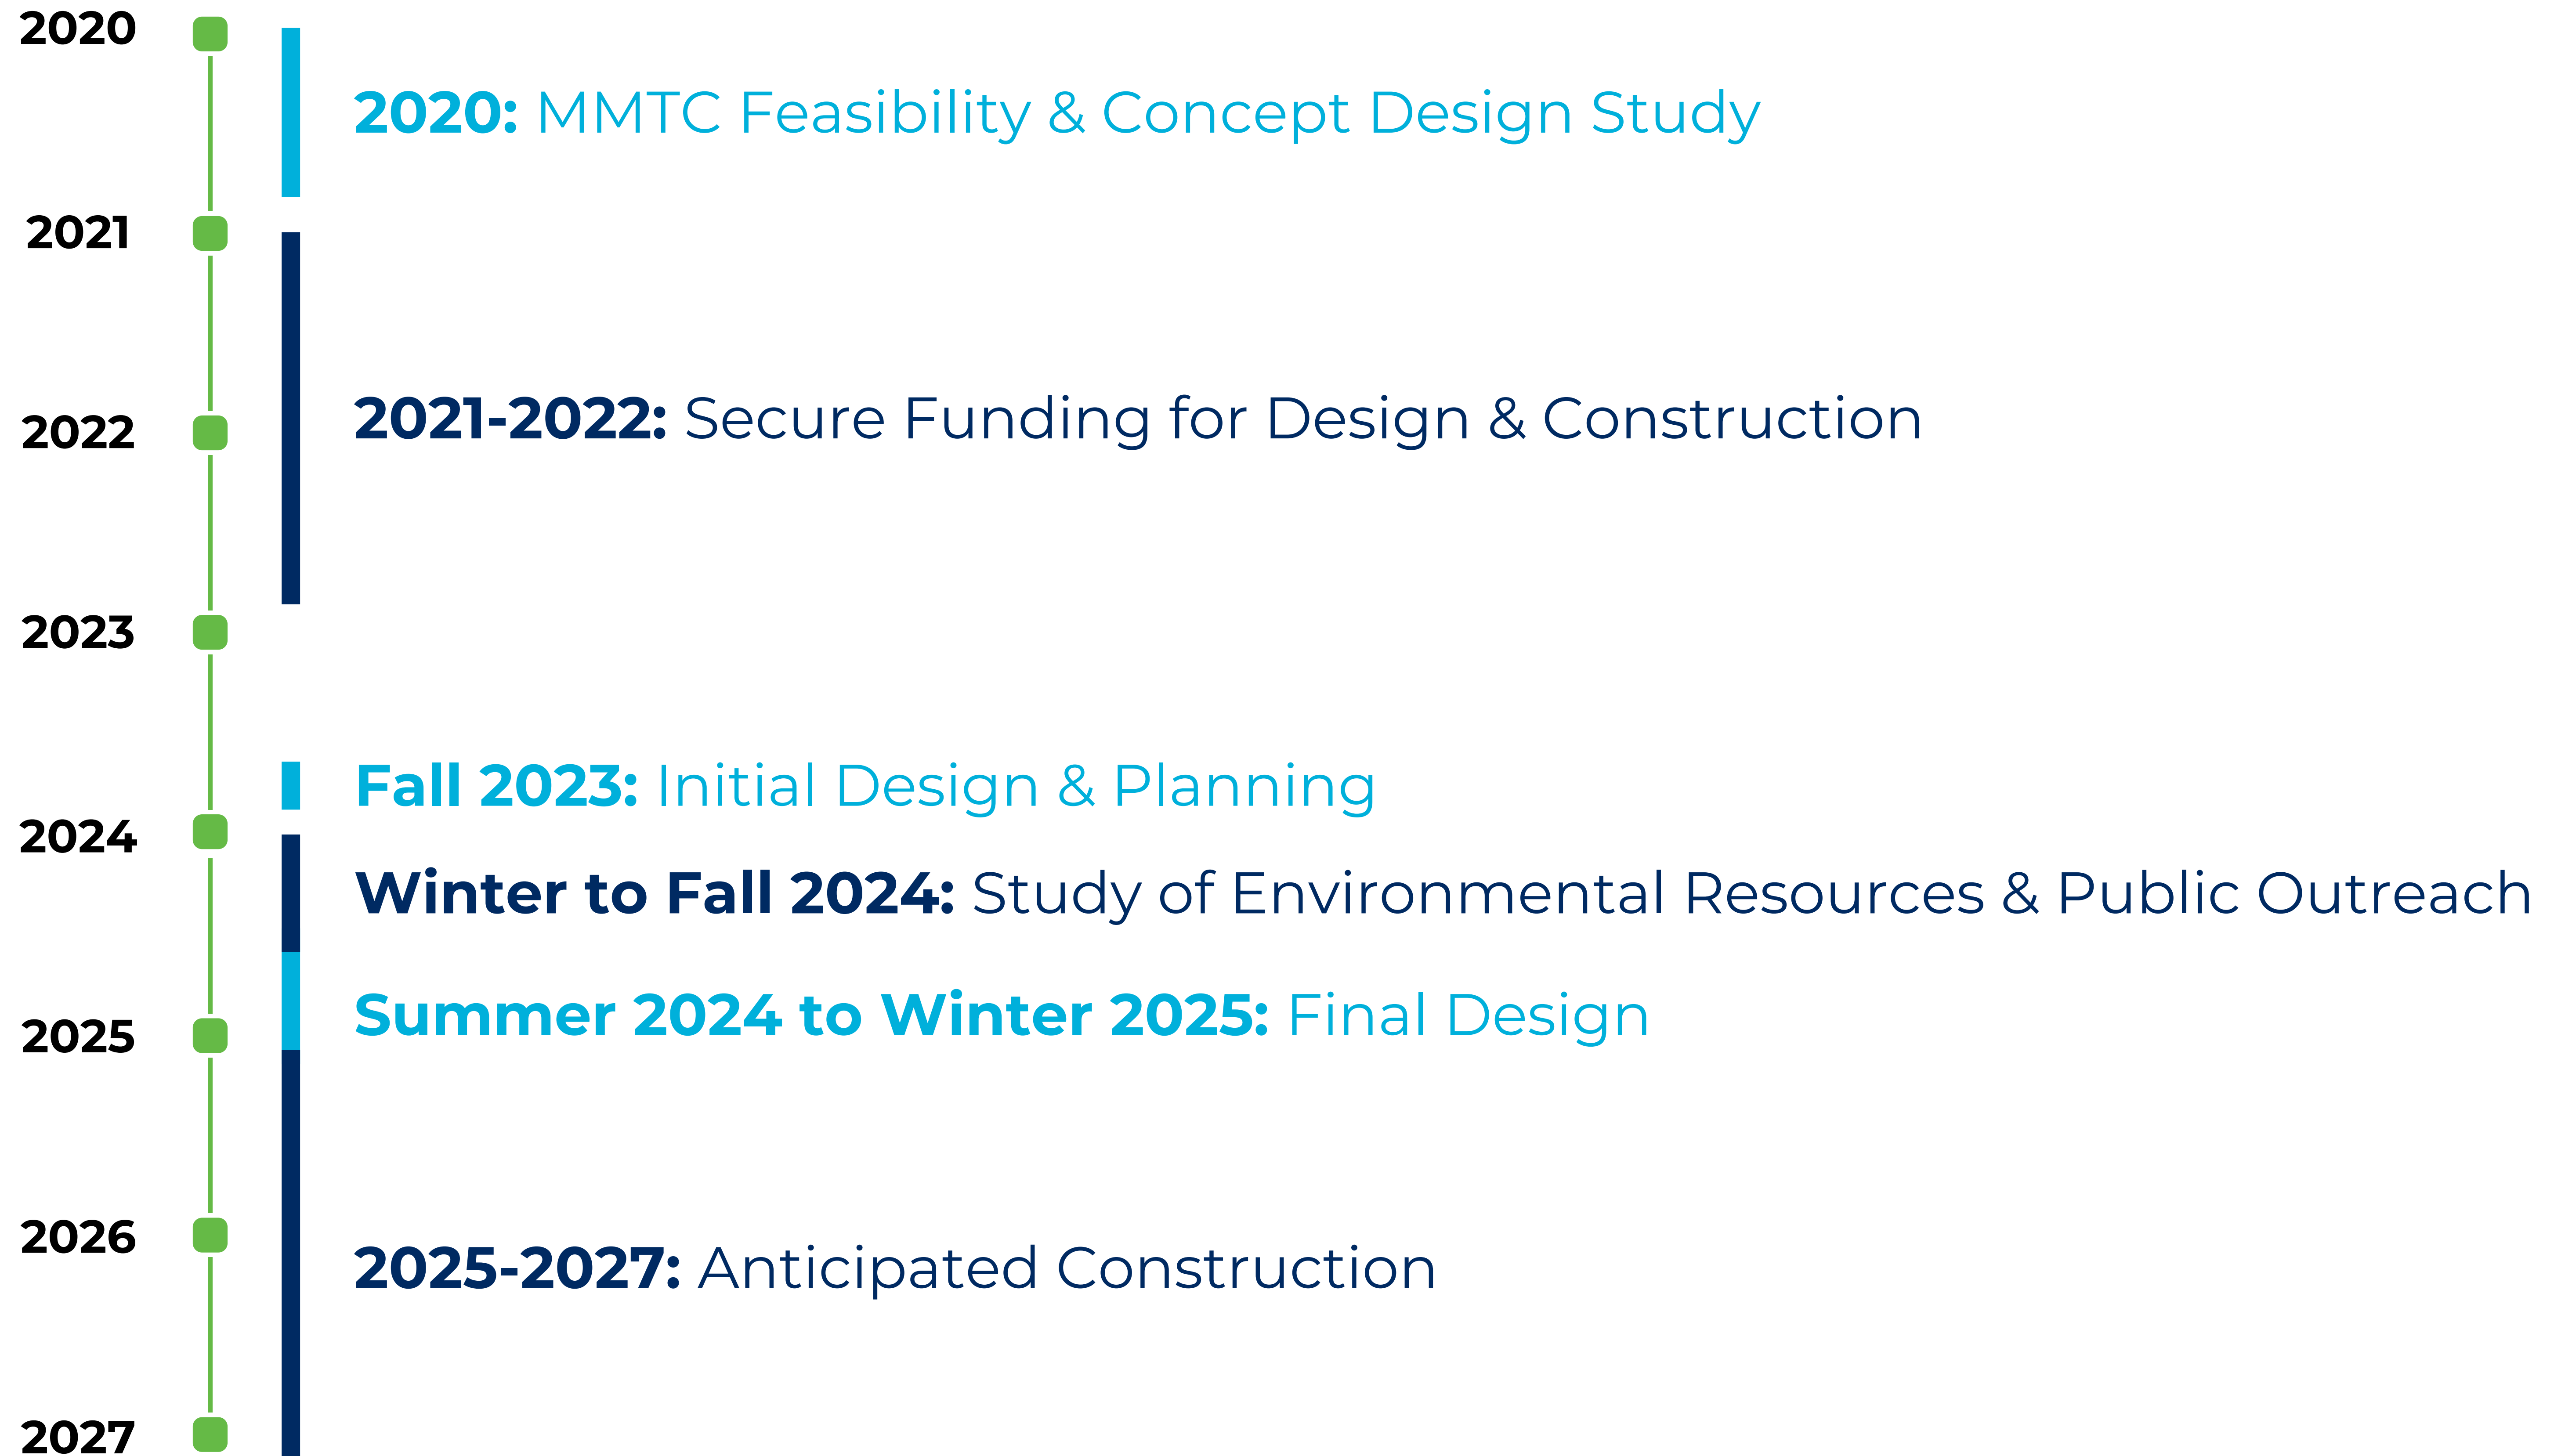 2020
2020: MMTC Feasibility & Concept Design Study
2021
2022
2021-2022: Secure Funding for Design & Construction
2023
Fall 2023: Initial Design & Planning
2024
Winter to Fall 2024: Study of Environmental Resources & Public Outreach
Summer 2024 to Winter 2025: Final Design
2025
2026
2025-2027: Anticipated Construction
2027